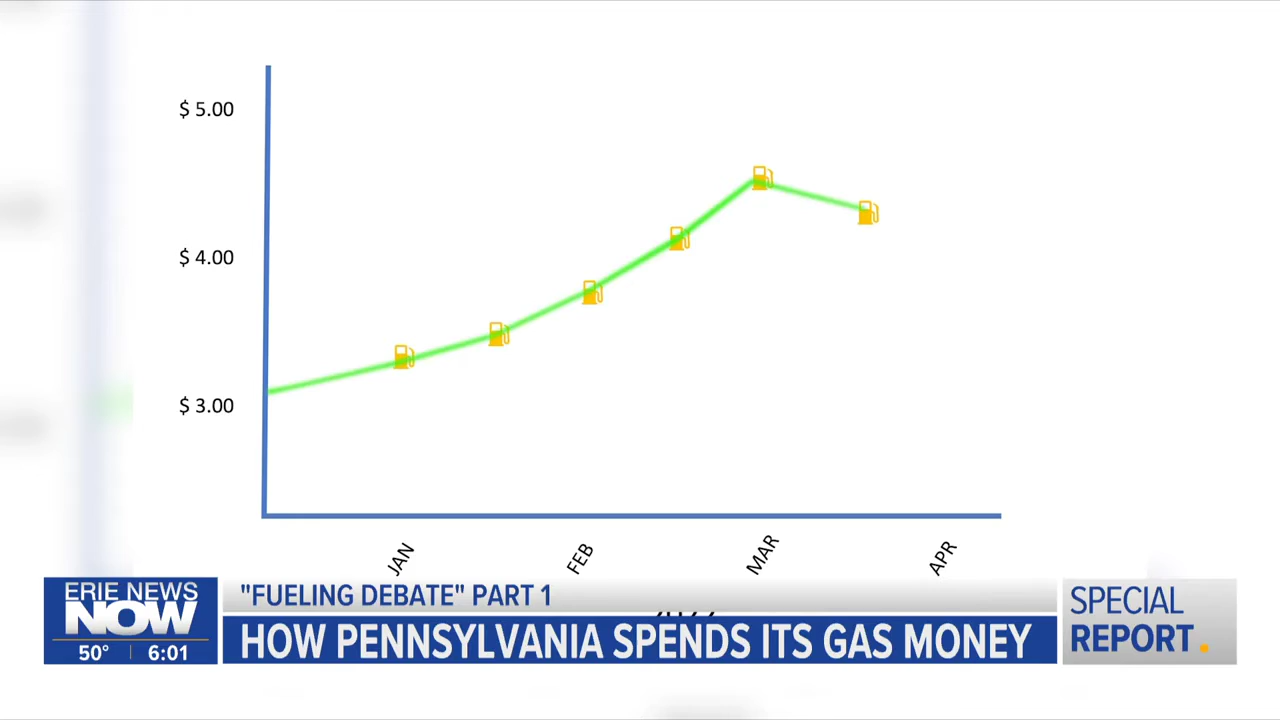 $ 5.00
$ 4.00
$ 3.00
JAN
FEB
MAR
APR
ERIE NEWS
NOW
50° 6:01
"FUELING DEBATE" PART 1
HOW PENNSYLVANIA SPENDS ITS GAS MONEY
SPECIAL
REPORT.